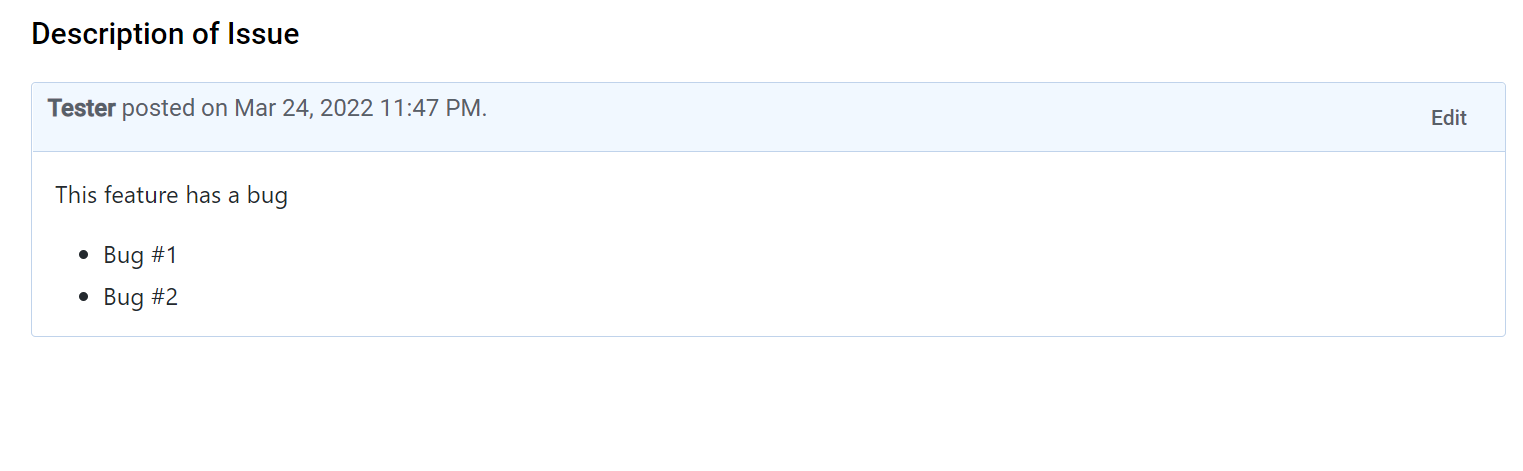 Description of Issue
Tester posted on Mar 24, 2022 11:47 PM.
Edit
This feature has a bug
Bug #1
Bug #2